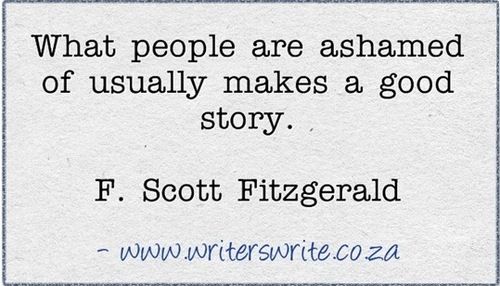 What people are ashamed
of usually makes a good
story.
F. Scott Fitzgerald
- www.writerswrite.co.za